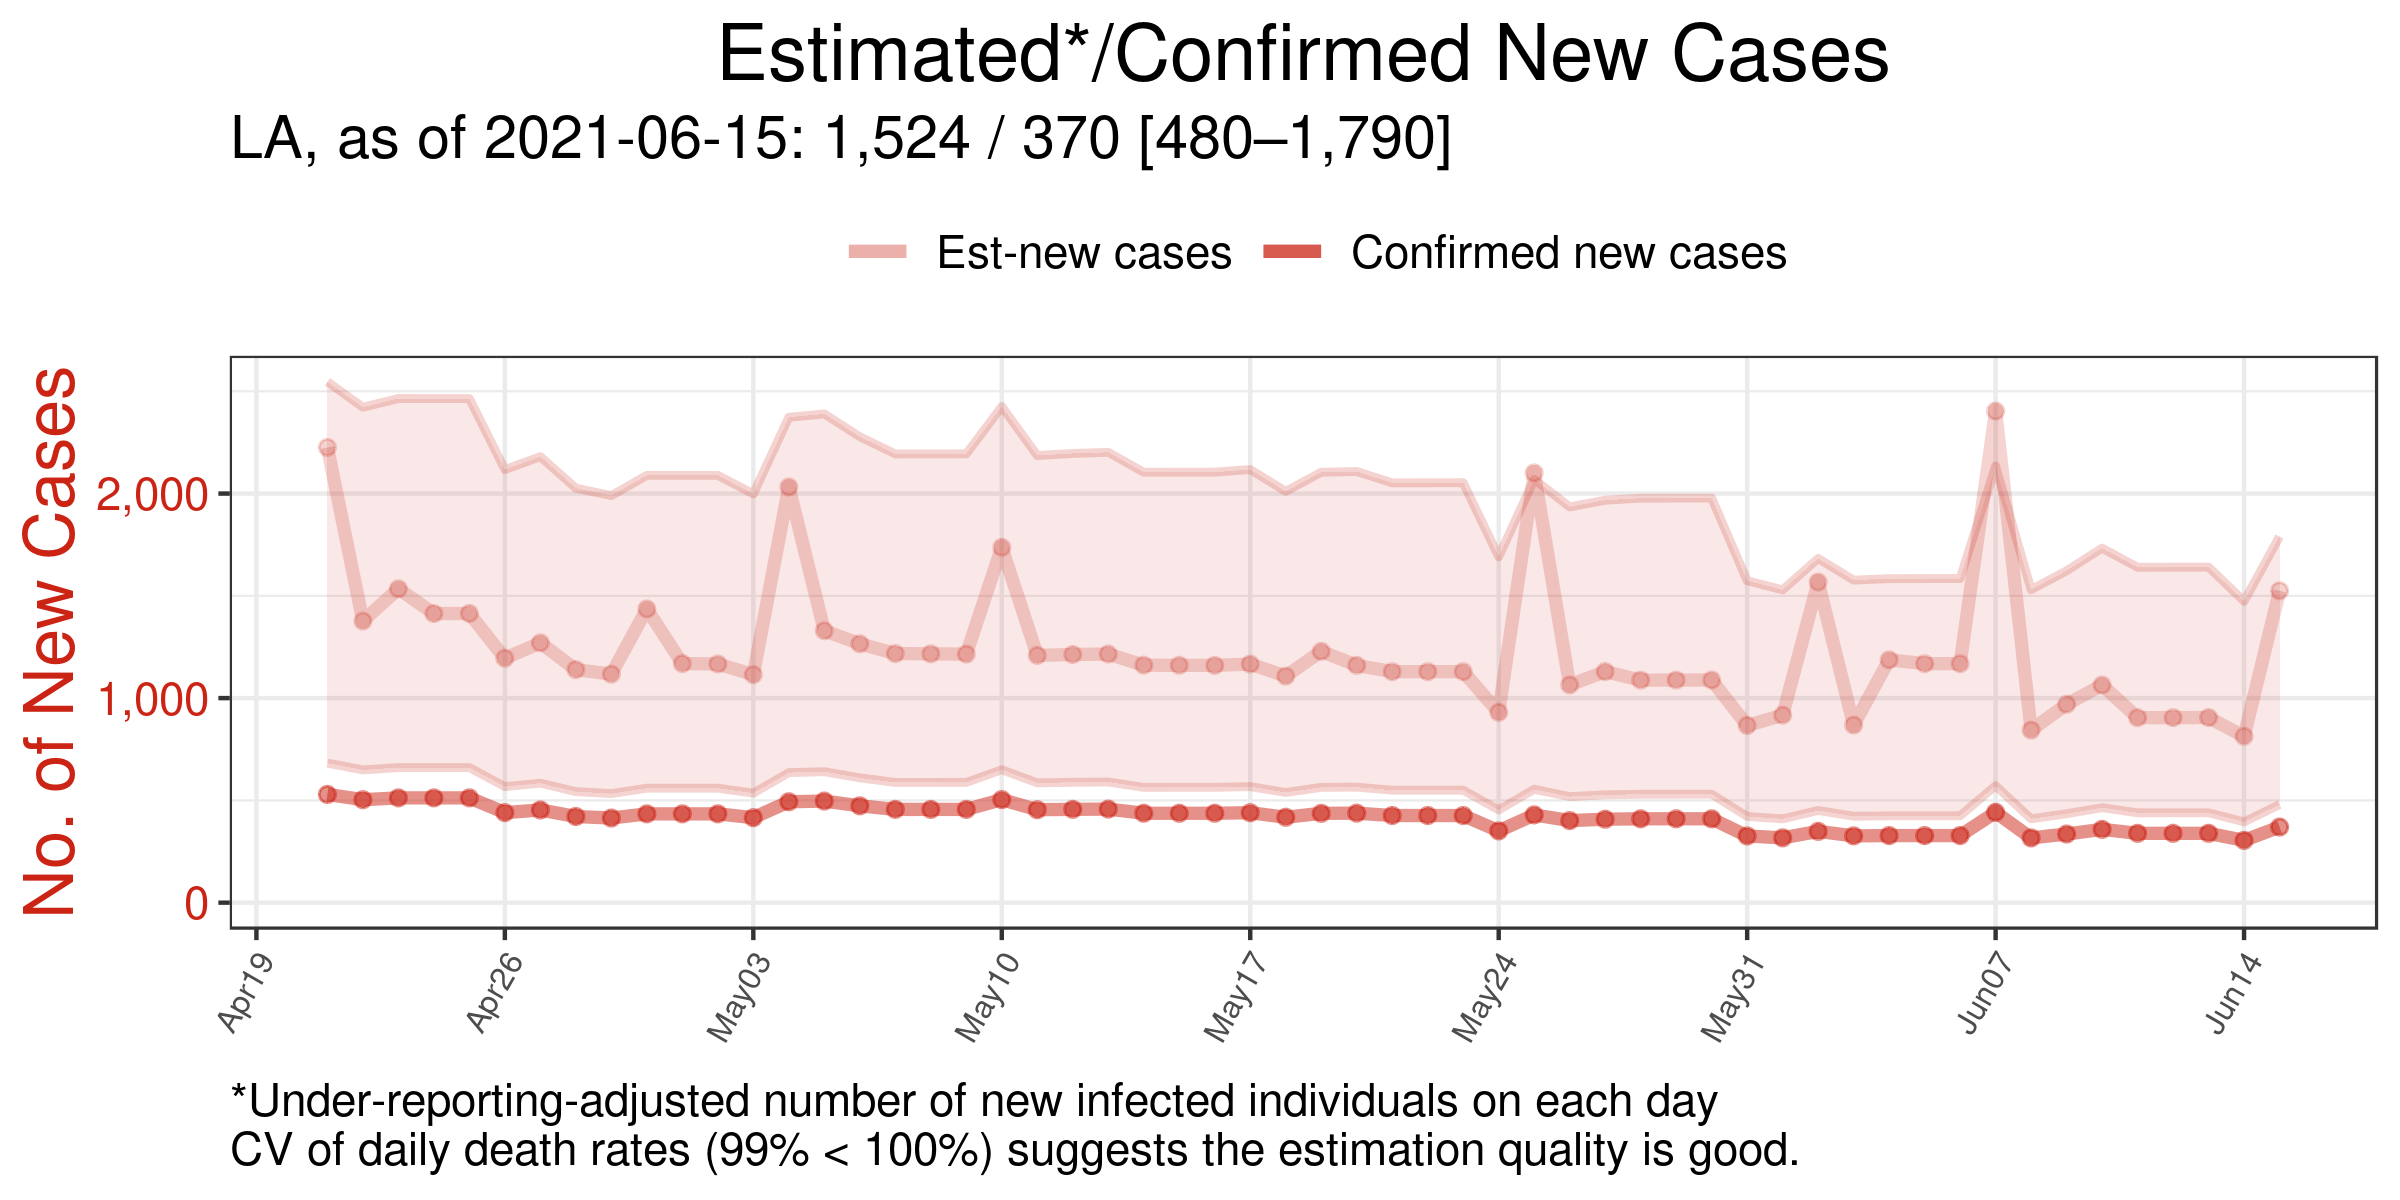 Estimated*/Confirmed New Cases
LA, as of 2021-06-15: 1,524 / 370 [480–1,790]
Est-new cases Confirmed new cases
No. of New Cases
2,000
1,000
0
Apr19 Apr26 May03 May10 May17 May24 May31 Jun07 Jun14
*Under-reporting-adjusted number of new infected individuals on each day
CV of daily death rates (99% < 100%) suggests the estimation quality is good.